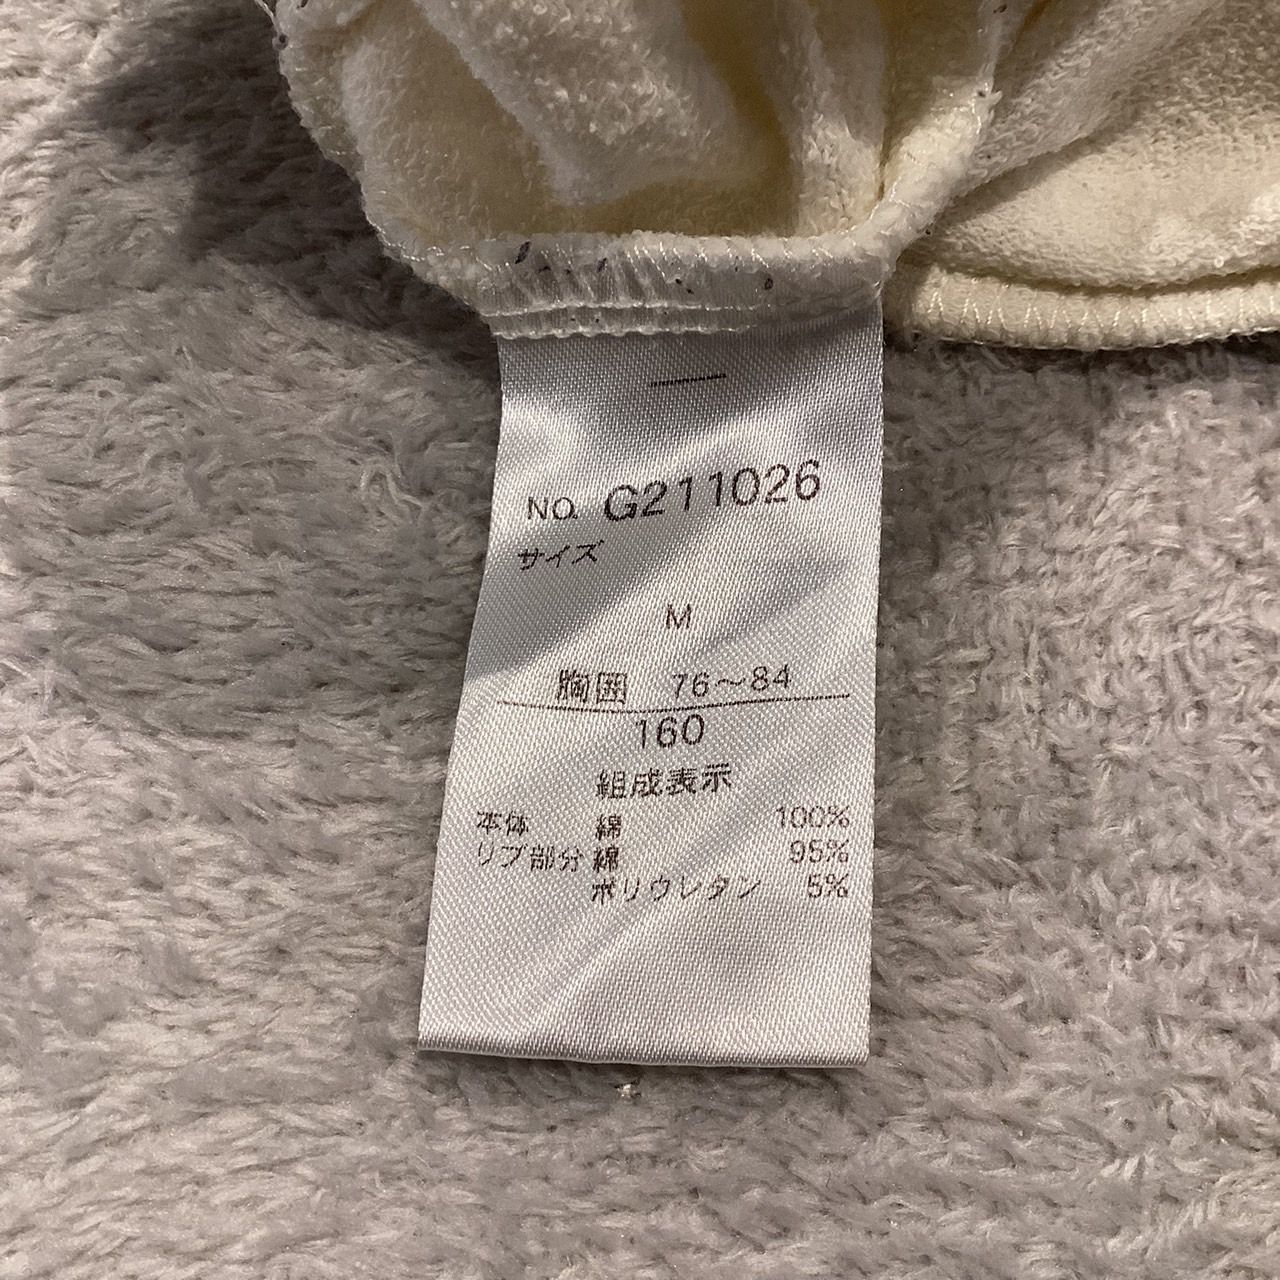 NO. G211026
サイズ
M
胸囲 76〜84
160
組成表示
本体 綿 100%
リブ部分 綿 95%
ポリウレタン 5%